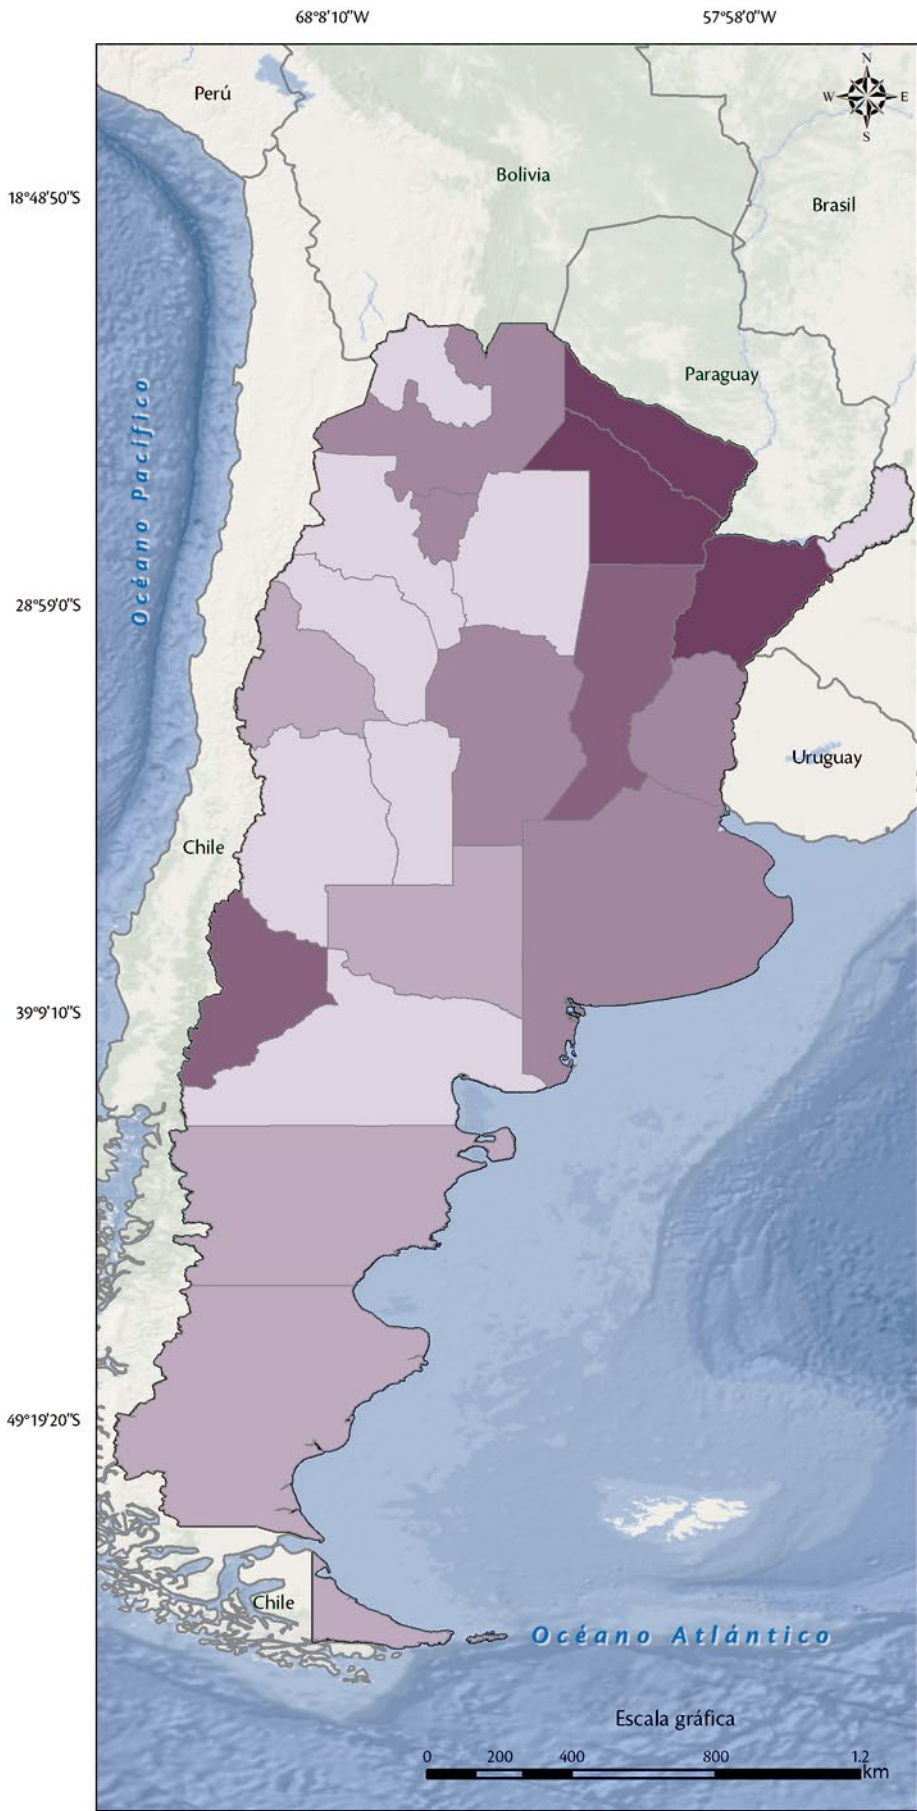 68°8'10"W
57°58'0"W
N
W
E
S
Perú
Bolivia
18°48'50"S
Brasil
Océano Pacífico
Paraguay
28°59'0"S
Uruguay
Chile
39°9'10"S
49°19'20"S
Chile
Océano Atlántico
Escala gráfica
0
200
400
800
1.2
km